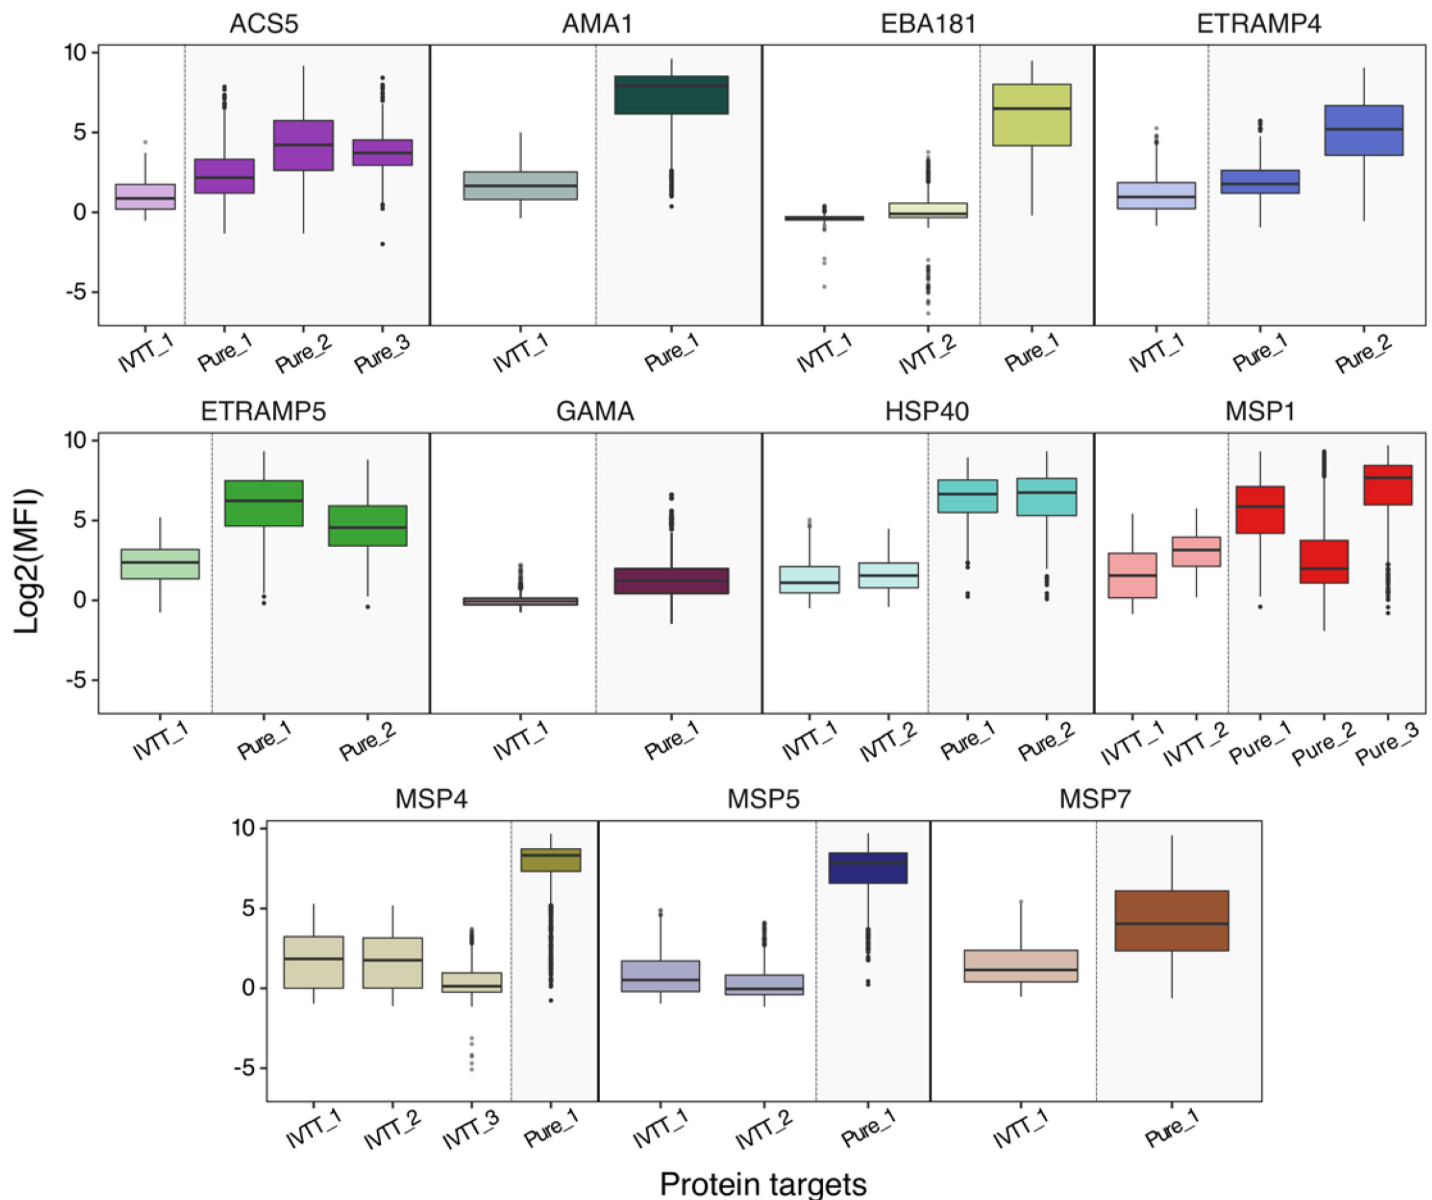 ACS5 AMA1 EBA181 ETRAMP4
10
5
0
-5
IVTT_1 Pure_1 Pure_2 Pure_3 IVTT_1 Pure_1 IVTT_1 IVTT_2 Pure_1 IVTT_1 Pure_1 Pure_2
ETRAMP5 GAMA HSP40 MSP1
Log2(MFI)
10
5
0
-5
IVTT_1 Pure_1 Pure_2 IVTT_1 Pure_1 IVTT_1 IVTT_2 Pure_1 Pure_2 IVTT_1 IVTT_2 Pure_1 Pure_2 Pure_3
MSP4 MSP5 MSP7
10
5
0
-5
IVTT_1 IVTT_2 IVTT_3 Pure_1 IVTT_1 IVTT_2 Pure_1 IVTT_1 Pure_1
Protein targets